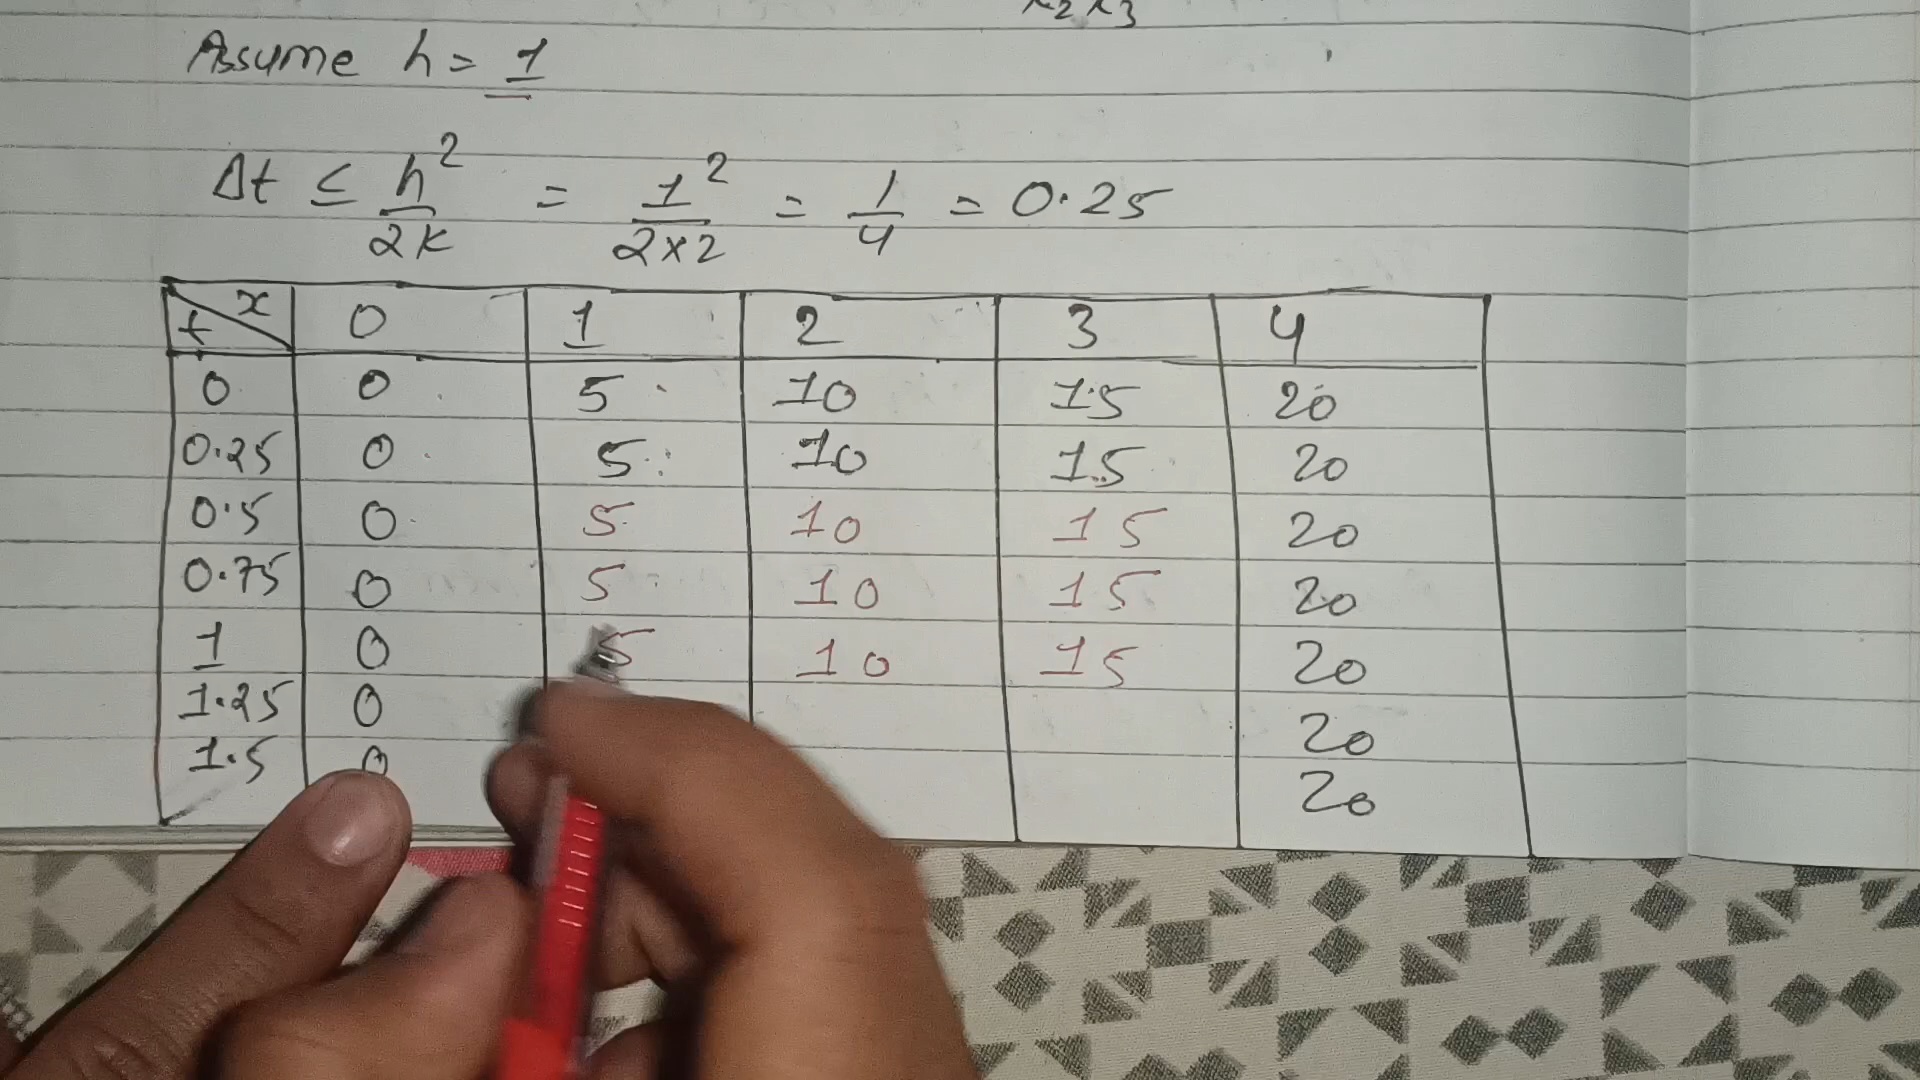 x₂ x₃
Assume h = 1
Δt ≤ h²/2k = 1²/2×2 = 1/4 = 0.25
t x 0 1 2 3 4
0 0 5 10 15 20
0.25 0 5 10 15 20
0.5 0 5 10 15 20
0.75 0 5 10 15 20
1 0 5 10 15 20
1.25 0 20
1.5 0 20